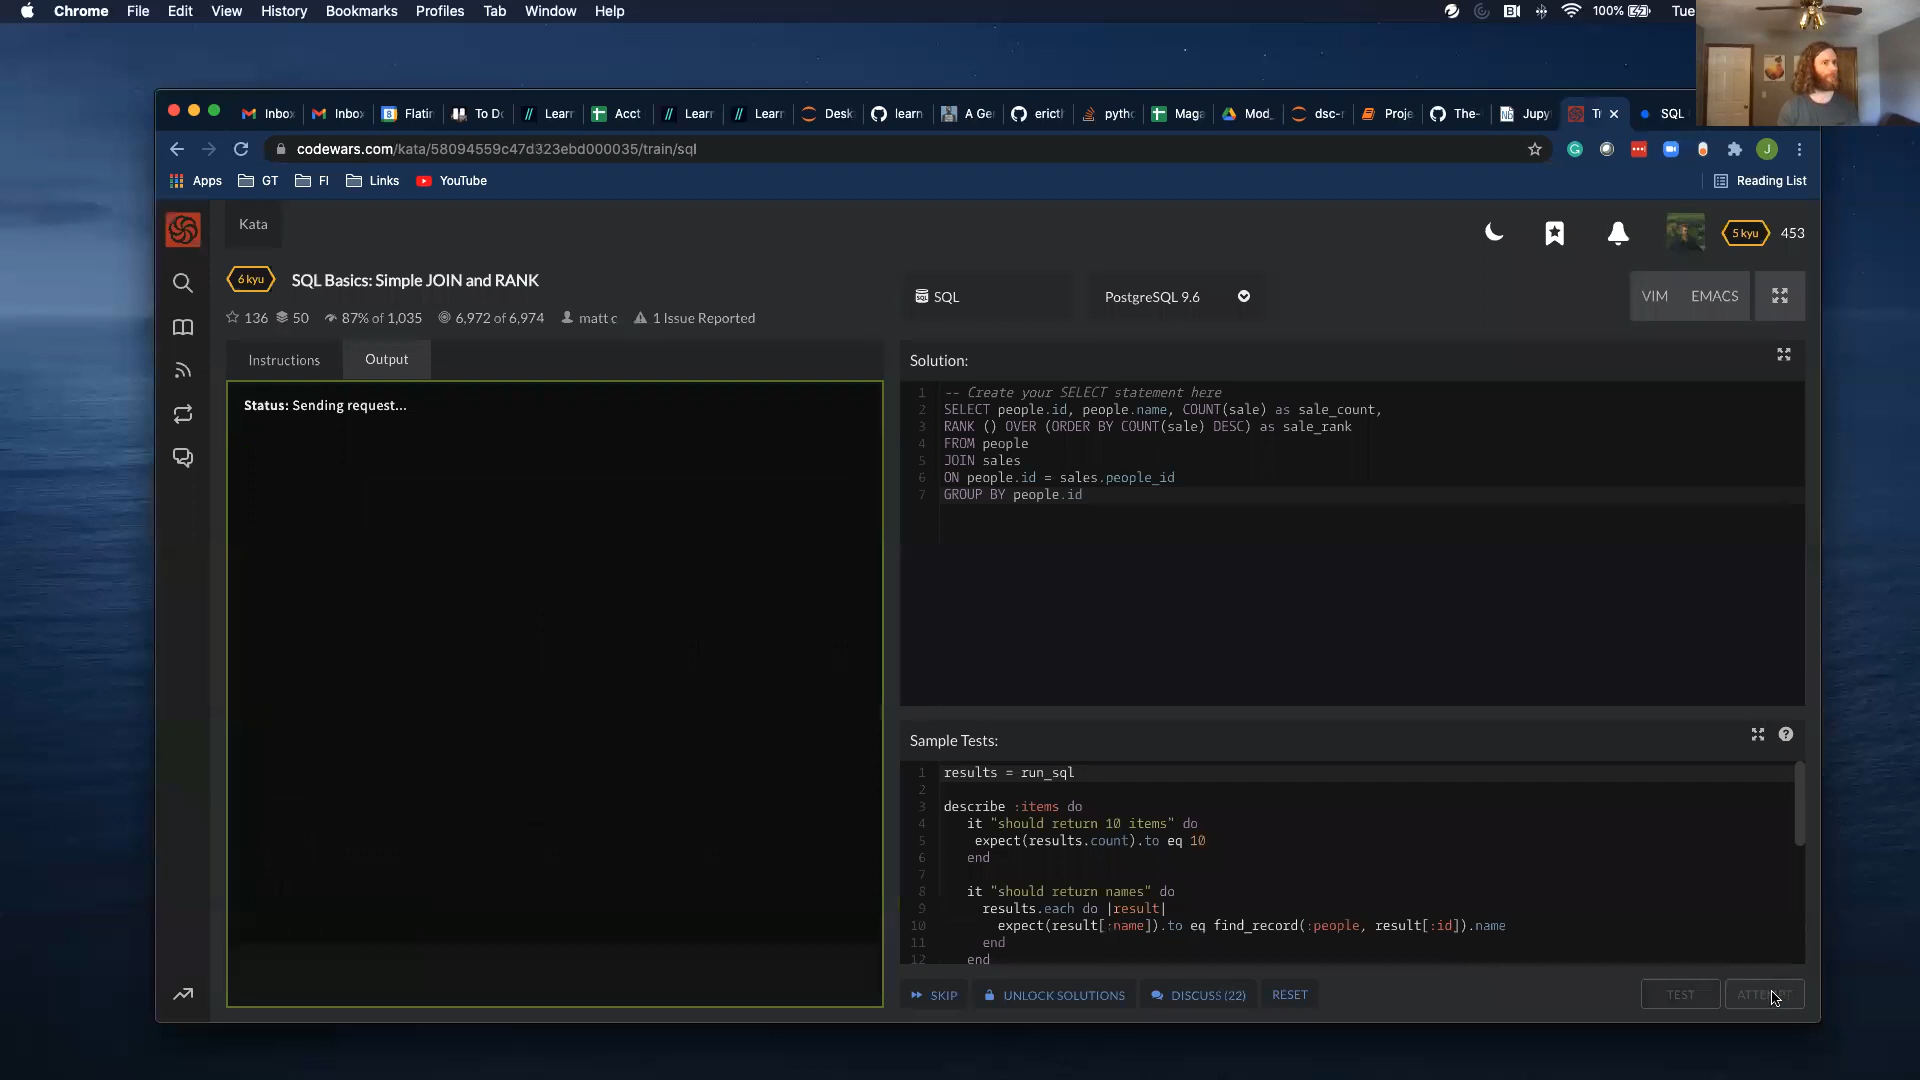 Chrome File Edit View History Bookmarks Profiles Tab Window Help 100% Tue
Inbox Inbox Flatir To Do Learn Acct Learn Learn Desk learn A Ge erictl pytho Maga Mod_ dsc-r Proje The- Jupy Tr SQL
codewars.com/kata/58094559c47d323ebd000035/train/sql
Apps GT FI Links YouTube Reading List
Kata
5 kyu 453
6 kyu SQL Basics: Simple JOIN and RANK
SQL PostgreSQL 9.6 VIM EMACS
136 50 87% of 1,035 6,972 of 6,974 matt c 1 Issue Reported
Instructions Output
Status: Sending request...
Solution:
1 -- Create your SELECT statement here
2 SELECT people.id, people.name, COUNT(sale) as sale_count,
3 RANK () OVER (ORDER BY COUNT(sale) DESC) as sale_rank
4 FROM people
5 JOIN sales
6 ON people.id = sales.people_id
7 GROUP BY people.id
Sample Tests:
1 results = run_sql
2
3 describe :items do
4 it "should return 10 items" do
5 expect(results.count).to eq 10
6 end
7
8 it "should return names" do
9 results.each do |result|
10 expect(result[:name]).to eq find_record(:people, result[:id]).name
11 end
12 end
SKIP UNLOCK SOLUTIONS DISCUSS (22) RESET TEST ATTEMPT